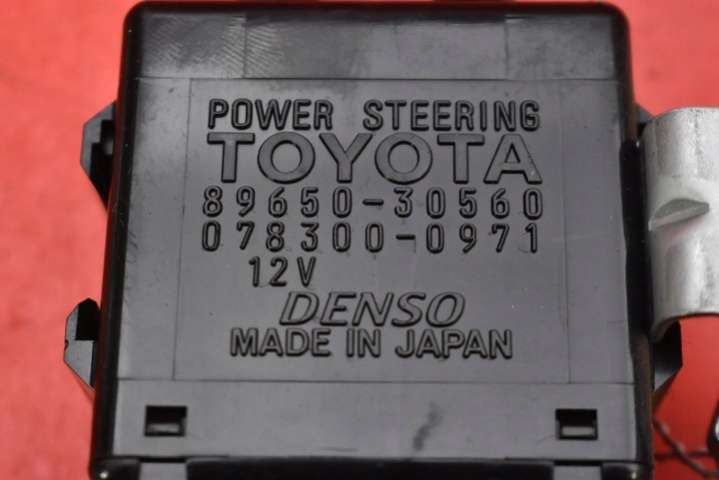 POWER STEERING
TOYOTA
89650-30560
078300-0971
12V
DENSO
MADE IN JAPAN